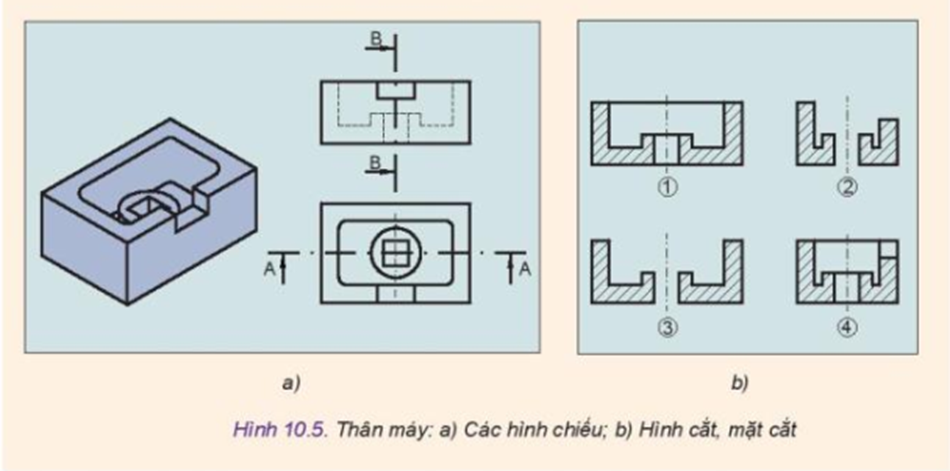 B
B
A
A
①
②
③
④
a)
b)
Hình 10.5. Thân máy: a) Các hình chiếu; b) Hình cắt, mặt cắt